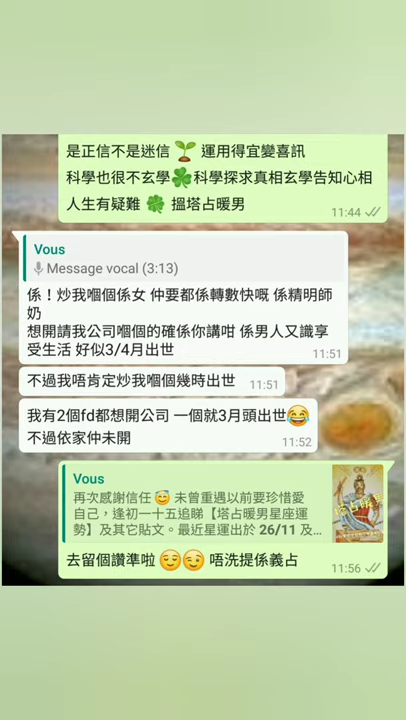 是正信不是迷信🌱 運用得宜變喜訊
科學也很不玄學🍀科學探求真相玄學告知心相
人生有疑難 🍀 搵塔占暖男
11:44
Vous
Message vocal (3:13)
係！炒我嗰個係女 仲要都係轉數快嘅 係精明師
奶
想開請我公司嗰個的確係你講咁 係男人又識享
受生活 好似3/4月出世
11:51
不過我唔肯定炒我嗰個幾時出世
11:51
我有2個fd都想開公司 一個就3月頭出世😂
不過依家仲未開
11:52
Vous
再次感謝信任😇 未曾重遇以前要珍惜愛
自己，逢初一十五追睇【塔占暖男星座運
勢】及其它貼文。最近星運出於 26/11 及...
去留個讚準啦 😌😉 唔洗提係義占
11:56